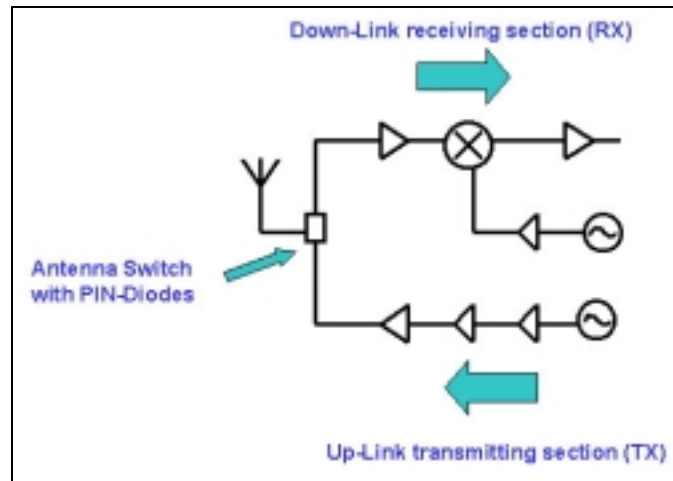 Down-Link receiving section (RX)
Antenna Switch
with PIN-Diodes
Up-Link transmitting section (TX)